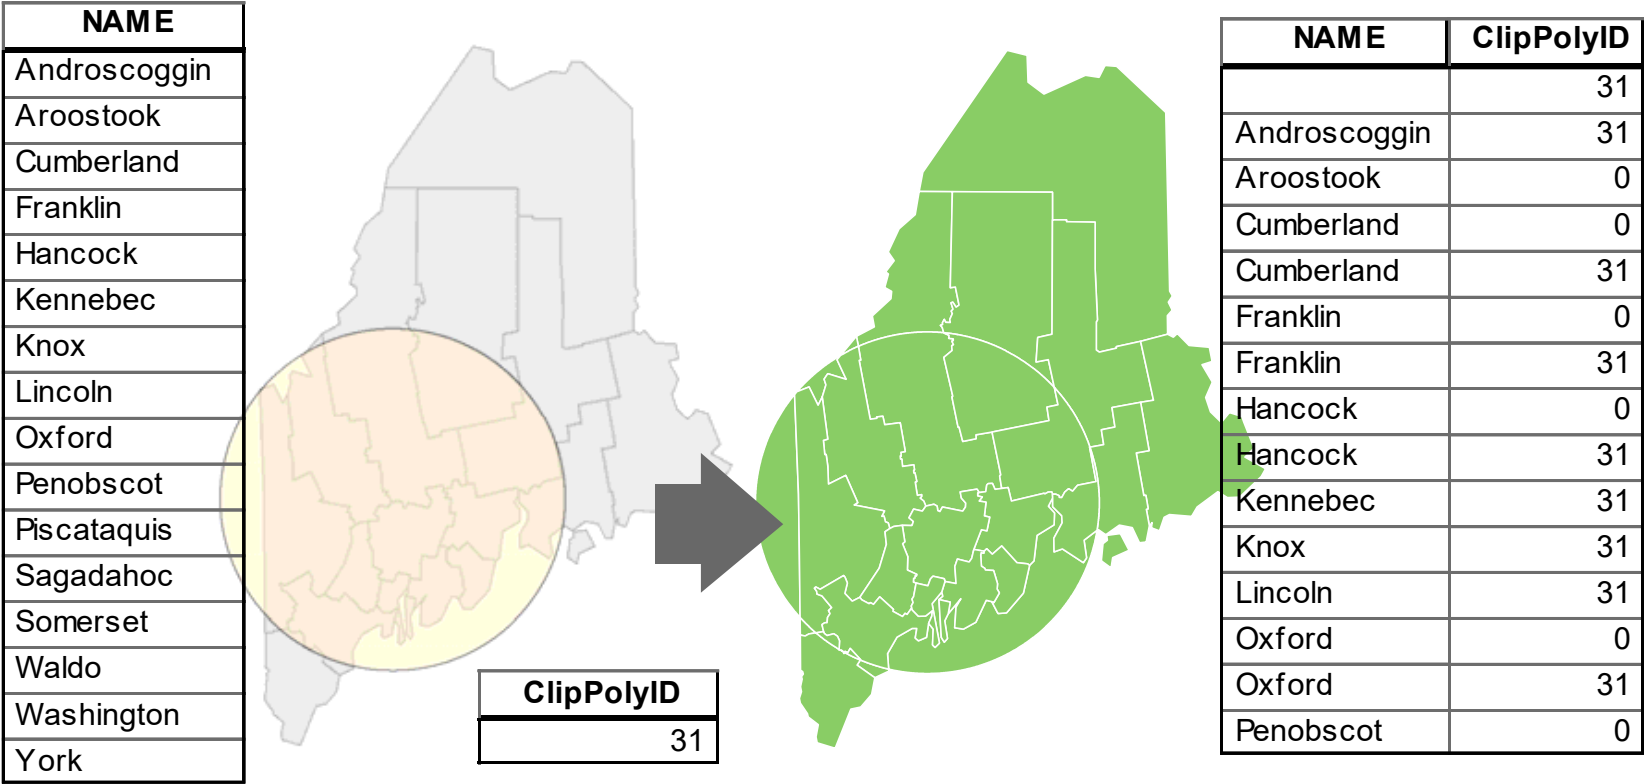 NAME
Androscoggin
Aroostook
Cumberland
Franklin
Hancock
Kennebec
Knox
Lincoln
Oxford
Penobscot
Piscataquis
Sagadahoc
Somerset
Waldo
Washington
York
ClipPolyID
31
NAME ClipPolyID
31
Androscoggin 31
Aroostook 0
Cumberland 0
Cumberland 31
Franklin 0
Franklin 31
Hancock 0
Hancock 31
Kennebec 31
Knox 31
Lincoln 31
Oxford 0
Oxford 31
Penobscot 0